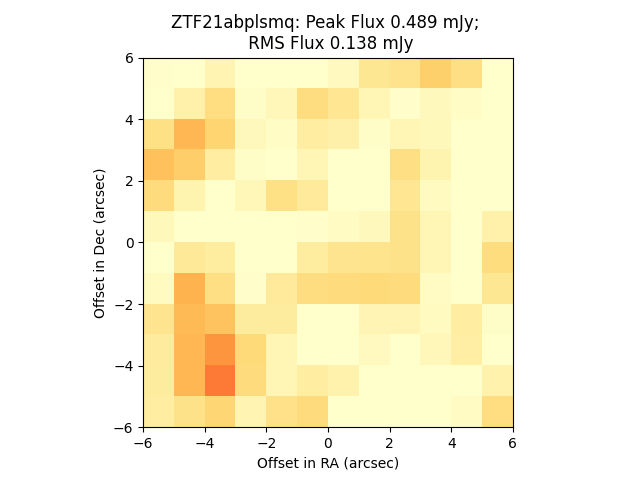 ZTF21abplsmq: Peak Flux 0.489 mJy;
RMS Flux 0.138 mJy
6
4
2
0
−2
−4
−6
Offset in Dec (arcsec)
−6 −4 −2 0 2 4 6
Offset in RA (arcsec)